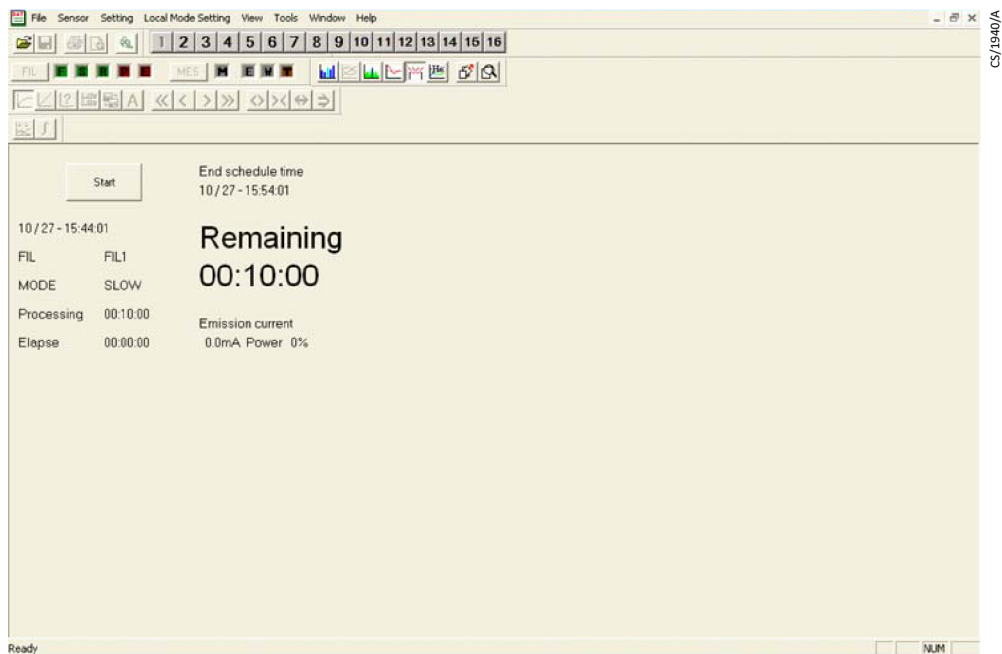 File Sensor Setting Local Mode Setting View Tools Window Help
1 2 3 4 5 6 7 8 9 10 11 12 13 14 15 16
FIL MES M E W T
A
Start
End schedule time
10 / 27 - 15:54:01
10 / 27 - 15:44:01
Remaining
00:10:00
FIL FIL1
MODE SLOW
Processing 00:10:00
Elapse 00:00:00
Emission current
0.0mA Power 0%
Ready
NUM
CS/1940/A